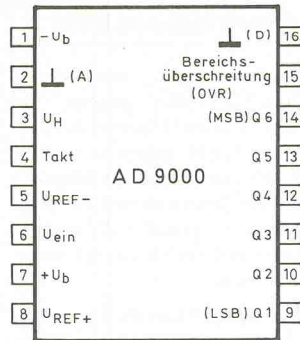 1 -Ub
2 ⊥ (A)
3 UH
4 Takt
5 UREF-
6 Uein
7 +Ub
8 UREF+
AD 9000
⊥ (D) 16
Bereichs-
überschreitung 15
(OVR)
(MSB) Q6 14
Q5 13
Q4 12
Q3 11
Q2 10
(LSB) Q1 9